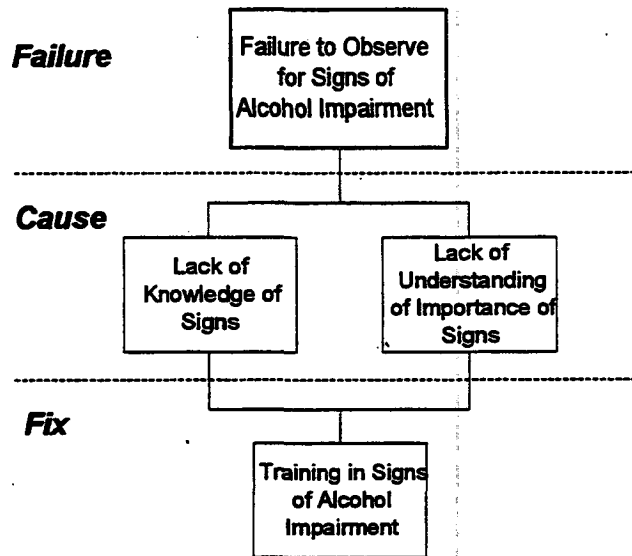 Failure
Failure to Observe
for Signs of
Alcohol Impairment
Cause
Lack of
Knowledge of
Signs
Lack of
Understanding
of Importance of
Signs
Fix
Training in Signs
of Alcohol
Impairment